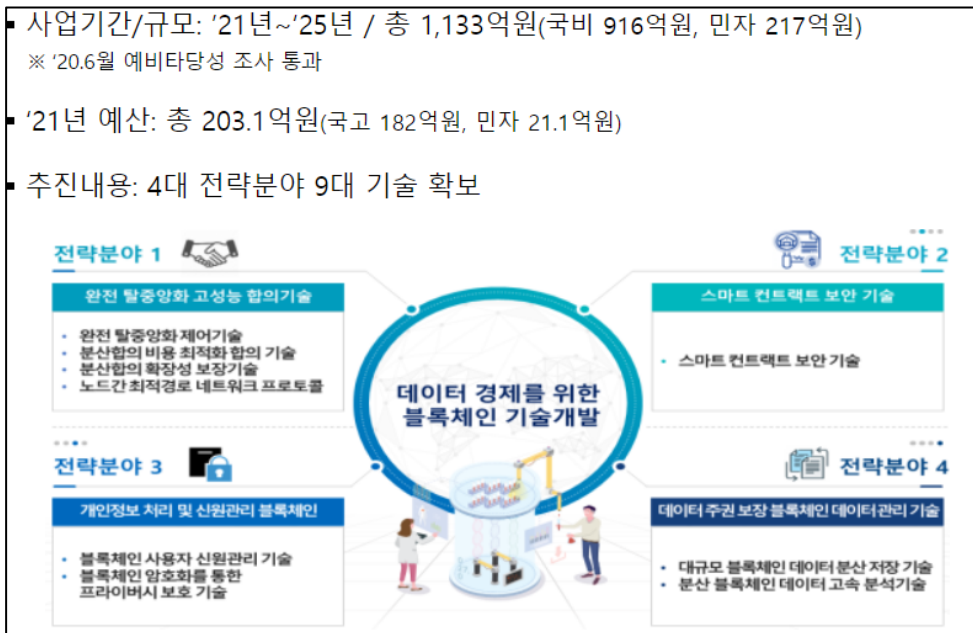 ▪ 사업기간/규모: ’21년~’25년 / 총 1,133억원(국비 916억원, 민자 217억원)
※ ‘20.6월 예비타당성 조사 통과
▪ ‘21년 예산: 총 203.1억원(국고 182억원, 민자 21.1억원)
▪ 추진내용: 4대 전략분야 9대 기술 확보
전략분야 1
완전 탈중앙화 고성능 합의기술
• 완전 탈중앙화 제어기술
• 분산합의 비용 최적화 합의 기술
• 분산합의 확장성 보장기술
• 노드간 최적경로 네트워크 프로토콜
전략분야 2
스마트 컨트랙트 보안 기술
• 스마트 컨트랙트 보안 기술
데이터 경제를 위한
블록체인 기술개발
전략분야 3
개인정보 처리 및 신원관리 블록체인
• 블록체인 사용자 신원관리 기술
• 블록체인 암호화를 통한
프라이버시 보호 기술
전략분야 4
데이터 주권 보장 블록체인 데이터관리 기술
• 대규모 블록체인 데이터 분산 저장 기술
• 분산 블록체인 데이터 고속 분석기술